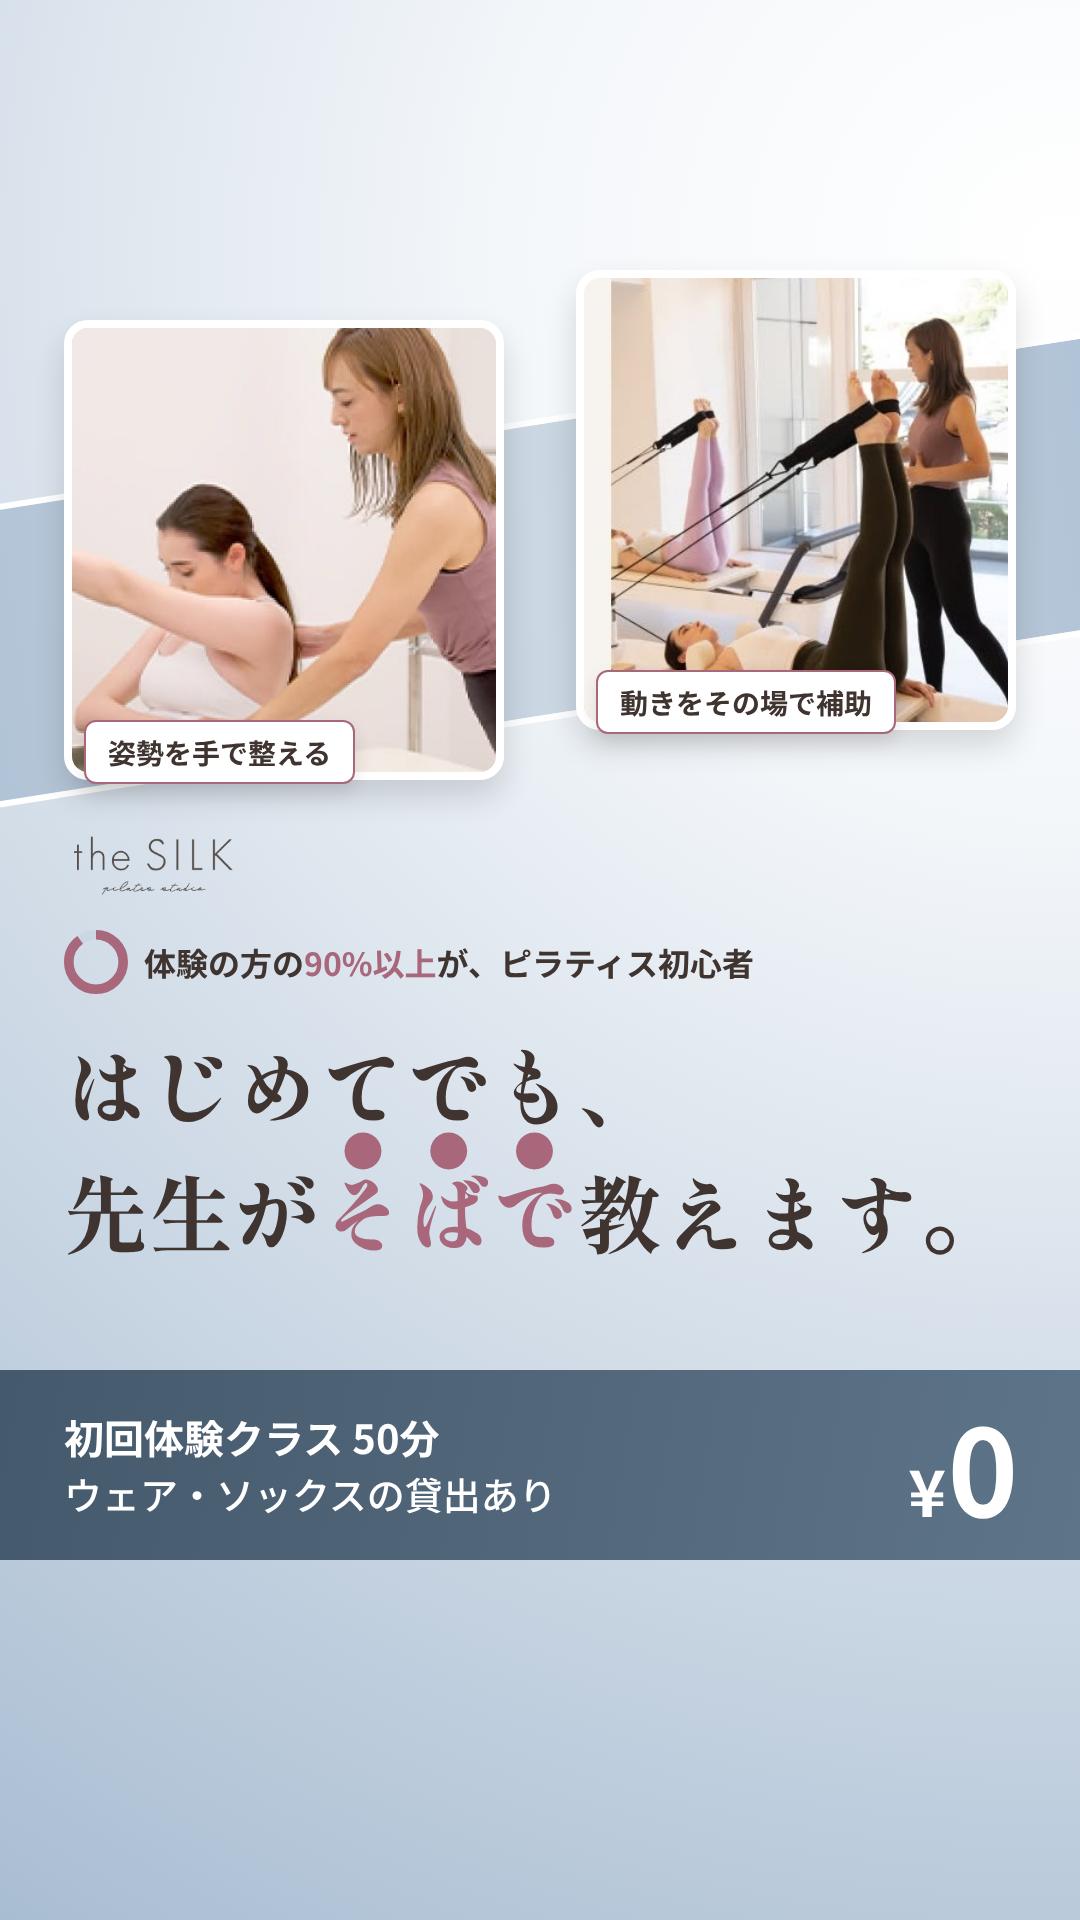 動きをその場で補助
姿勢を手で整える
the SILK
pilates studio
体験の方の90%以上が、ピラティス初心者
はじめてでも、
先生がそばで教えます。
初回体験クラス 50分
ウェア・ソックスの貸出あり
¥0